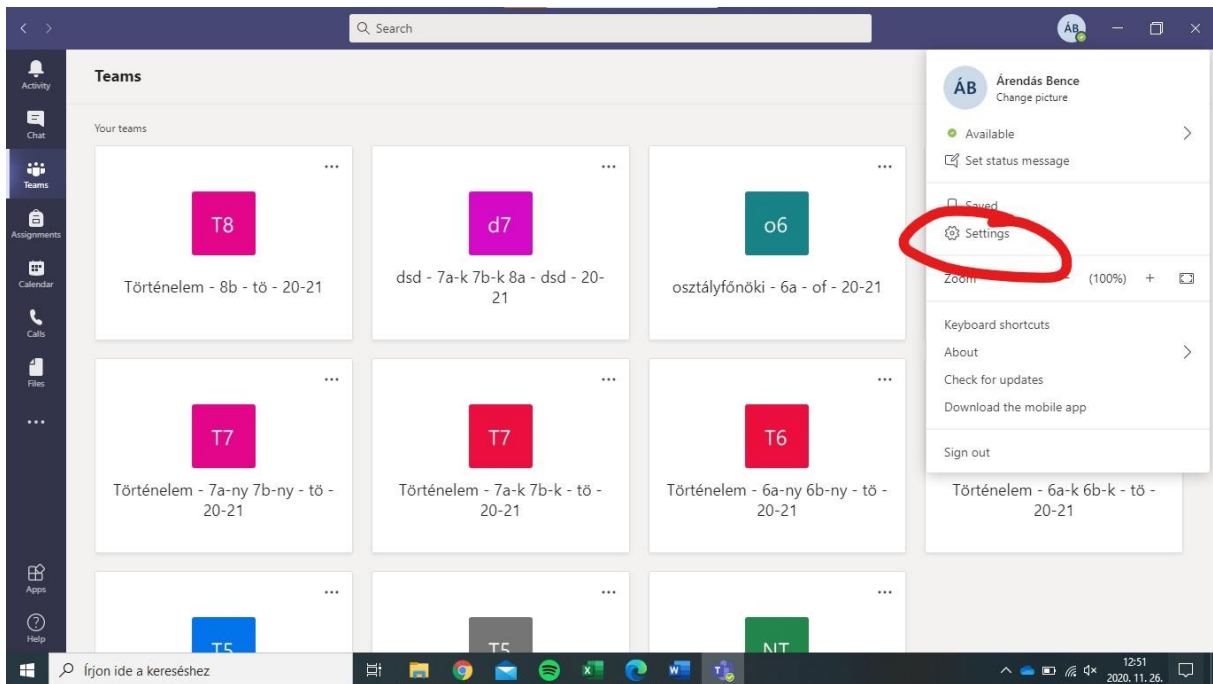 Search
ÁB
Activity
Chat
Teams
Assignments
Calendar
Calls
Files
Apps
Help
Teams
Your teams
T8
Történelem - 8b - tö - 20-21
d7
dsd - 7a-k 7b-k 8a - dsd - 20-
21
o6
osztályfőnöki - 6a - of - 20-21
T7
Történelem - 7a-ny 7b-ny - tö -
20-21
T7
Történelem - 7a-k 7b-k - tö -
20-21
T6
Történelem - 6a-ny 6b-ny - tö -
20-21
Történelem - 6a-k 6b-k - tö -
20-21
T5
T5
NT
ÁB
Árendás Bence
Change picture
Available
Set status message
Saved
Settings
Zoom
(100%)
Keyboard shortcuts
About
Check for updates
Download the mobile app
Sign out
Írjon ide a kereséshez
12:51
2020. 11. 26.